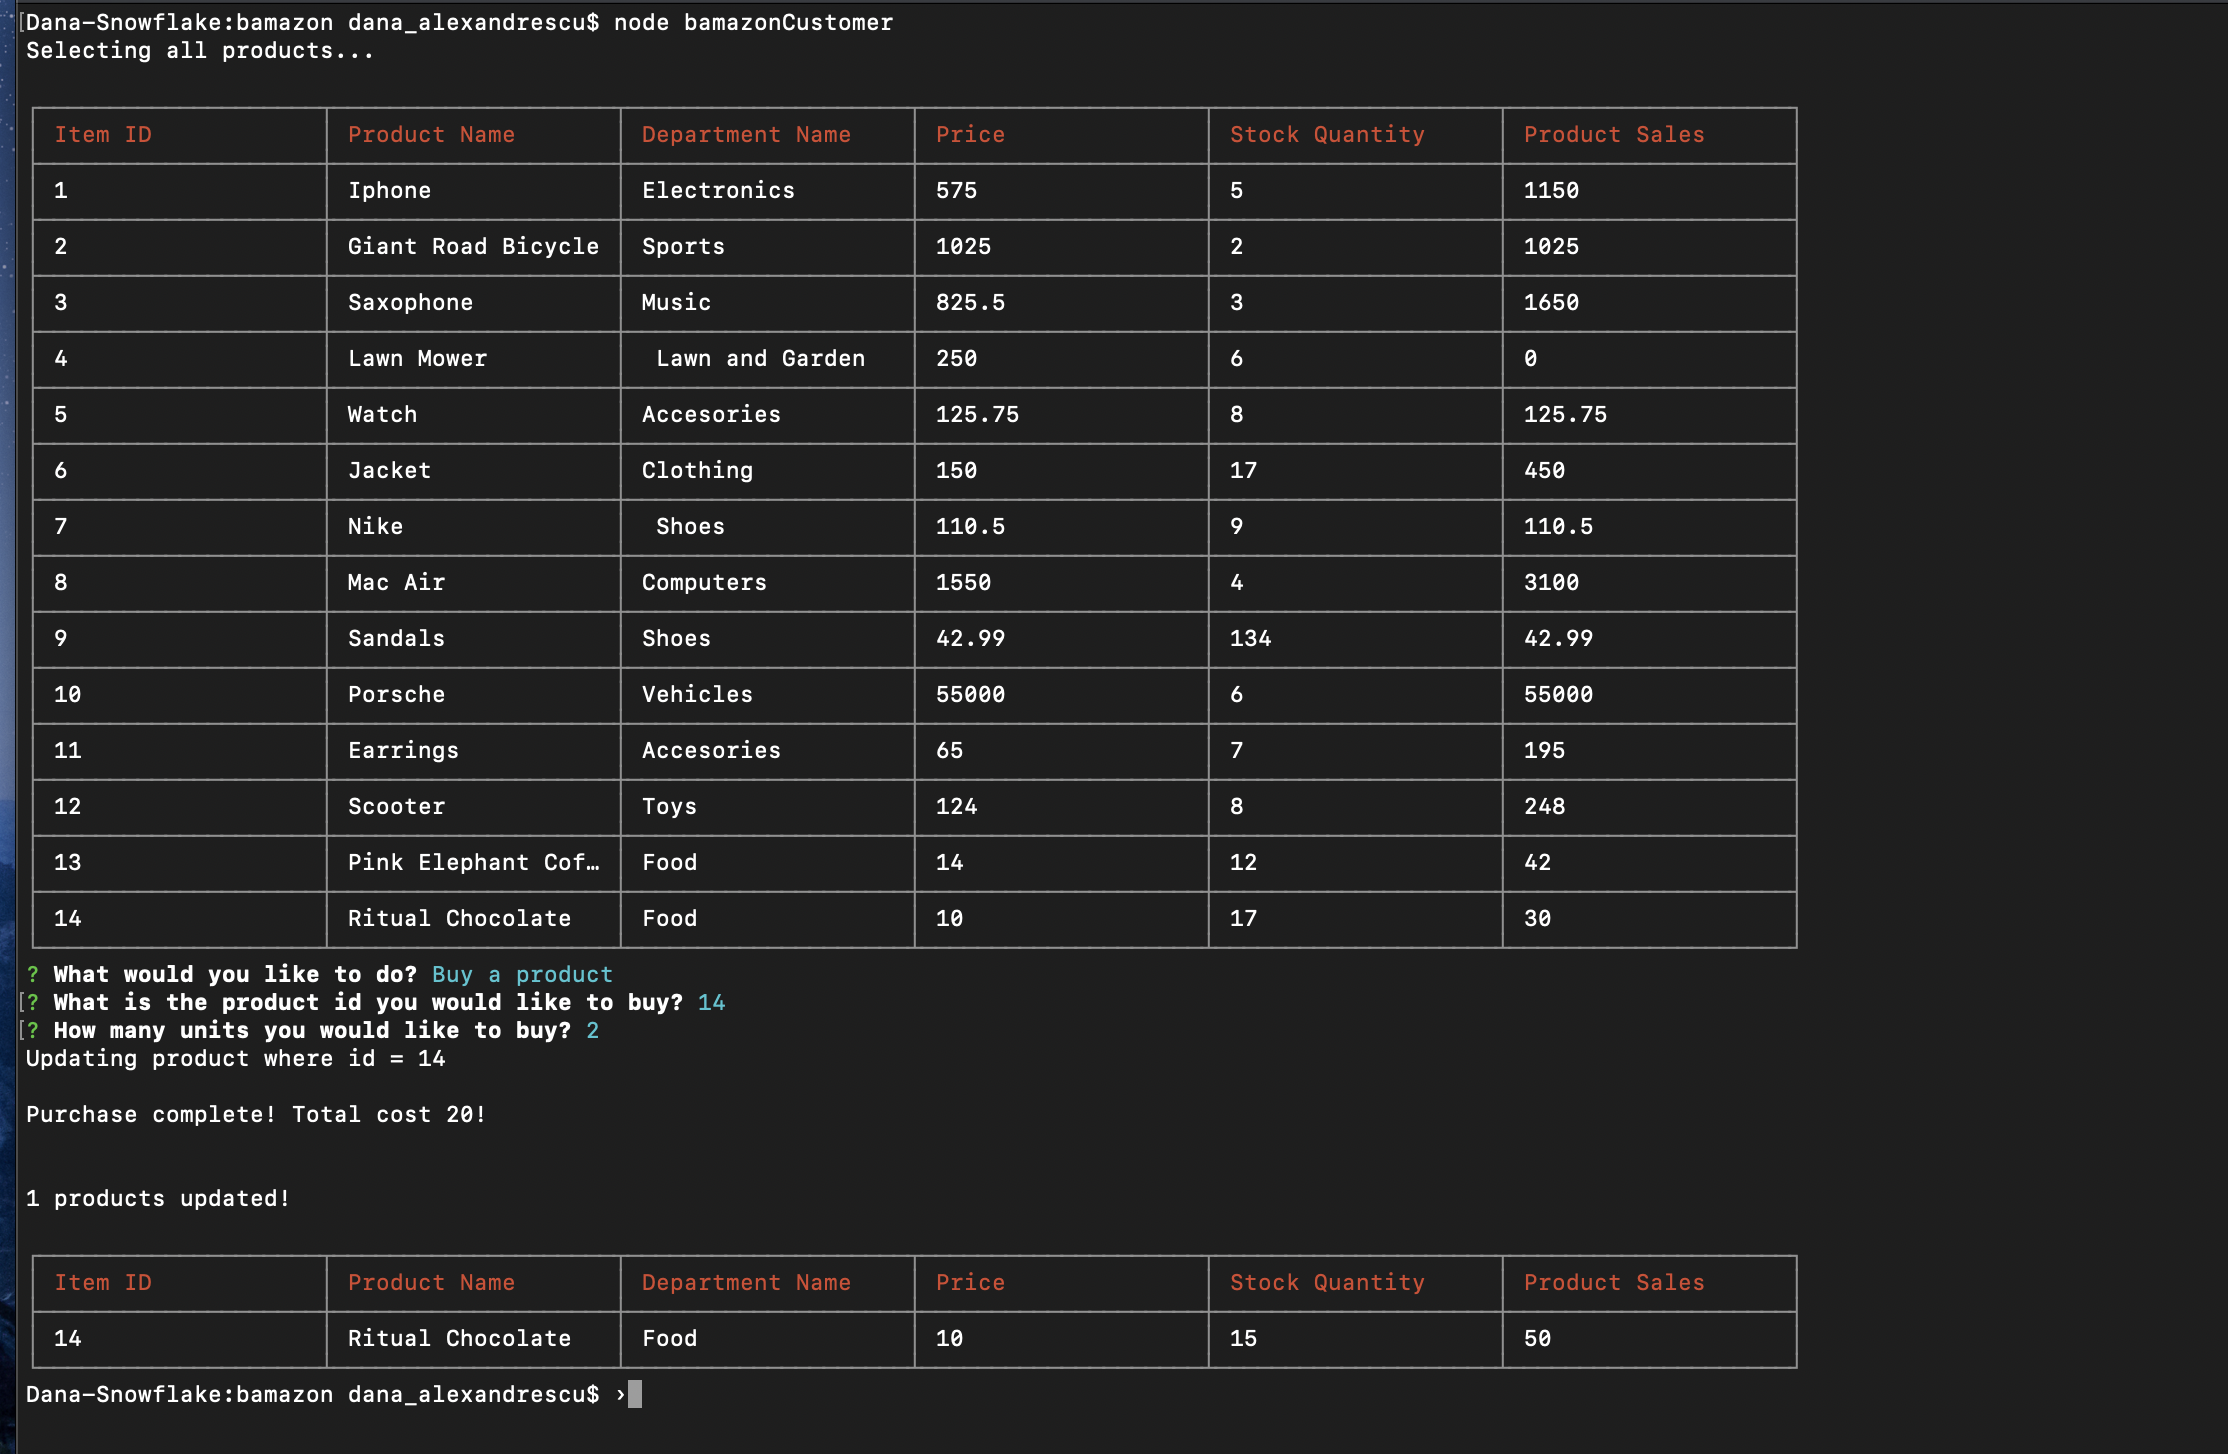 [Dana-Snowflake:bamazon dana_alexandrescu$ node bamazonCustomer
Selecting all products...
Item ID Product Name Department Name Price Stock Quantity Product Sales
1 Iphone Electronics 575 5 1150
2 Giant Road Bicycle Sports 1025 2 1025
3 Saxophone Music 825.5 3 1650
4 Lawn Mower Lawn and Garden 250 6 0
5 Watch Accesories 125.75 8 125.75
6 Jacket Clothing 150 17 450
7 Nike Shoes 110.5 9 110.5
8 Mac Air Computers 1550 4 3100
9 Sandals Shoes 42.99 134 42.99
10 Porsche Vehicles 55000 6 55000
11 Earrings Accesories 65 7 195
12 Scooter Toys 124 8 248
13 Pink Elephant Cof… Food 14 12 42
14 Ritual Chocolate Food 10 17 30
? What would you like to do? Buy a product
[? What is the product id you would like to buy? 14
[? How many units you would like to buy? 2
Updating product where id = 14
Purchase complete! Total cost 20!
1 products updated!
Item ID Product Name Department Name Price Stock Quantity Product Sales
14 Ritual Chocolate Food 10 15 50
Dana-Snowflake:bamazon dana_alexandrescu$ ›